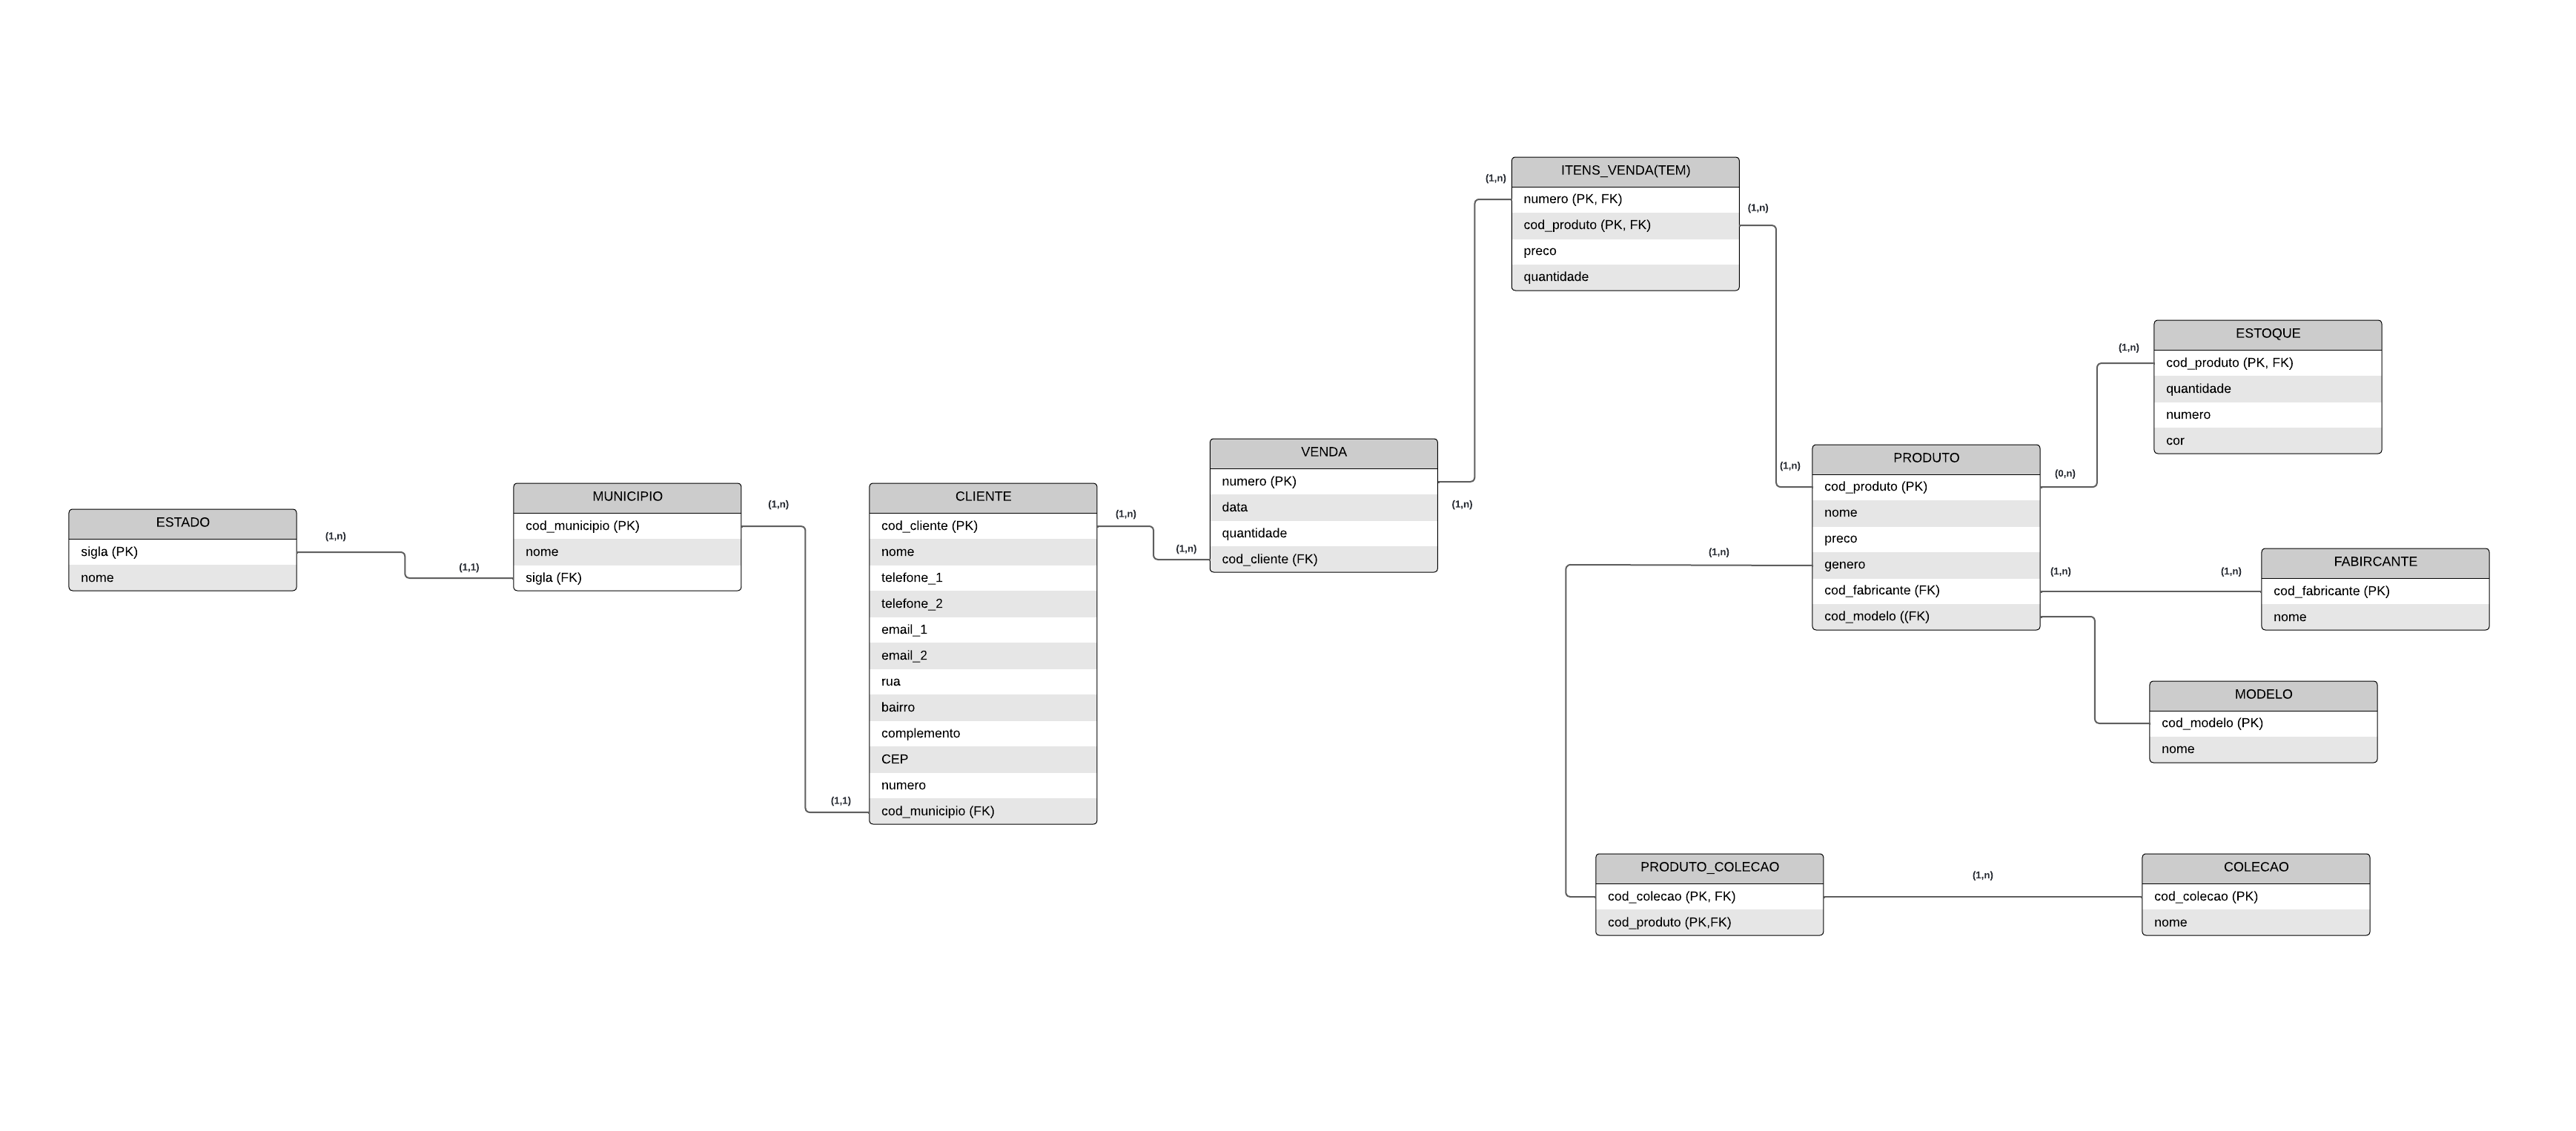 ESTADO
sigla (PK)
nome
(1,n)
(1,1)
MUNICIPIO
cod_municipio (PK)
nome
sigla (FK)
(1,n)
(1,1)
CLIENTE
cod_cliente (PK)
nome
telefone_1
telefone_2
email_1
email_2
rua
bairro
complemento
CEP
numero
cod_municipio (FK)
(1,n)
(1,n)
VENDA
numero (PK)
data
quantidade
cod_cliente (FK)
(1,n)
(1,n)
ITENS_VENDA(TEM)
numero (PK, FK)
cod_produto (PK, FK)
preco
quantidade
(1,n)
(1,n)
PRODUTO
cod_produto (PK)
nome
preco
genero
cod_fabricante (FK)
cod_modelo ((FK)
(0,n)
(1,n)
ESTOQUE
cod_produto (PK, FK)
quantidade
numero
cor
(1,n)
(1,n)
FABIRCANTE
cod_fabricante (PK)
nome
MODELO
cod_modelo (PK)
nome
(1,n)
PRODUTO_COLECAO
cod_colecao (PK, FK)
cod_produto (PK,FK)
(1,n)
COLECAO
cod_colecao (PK)
nome